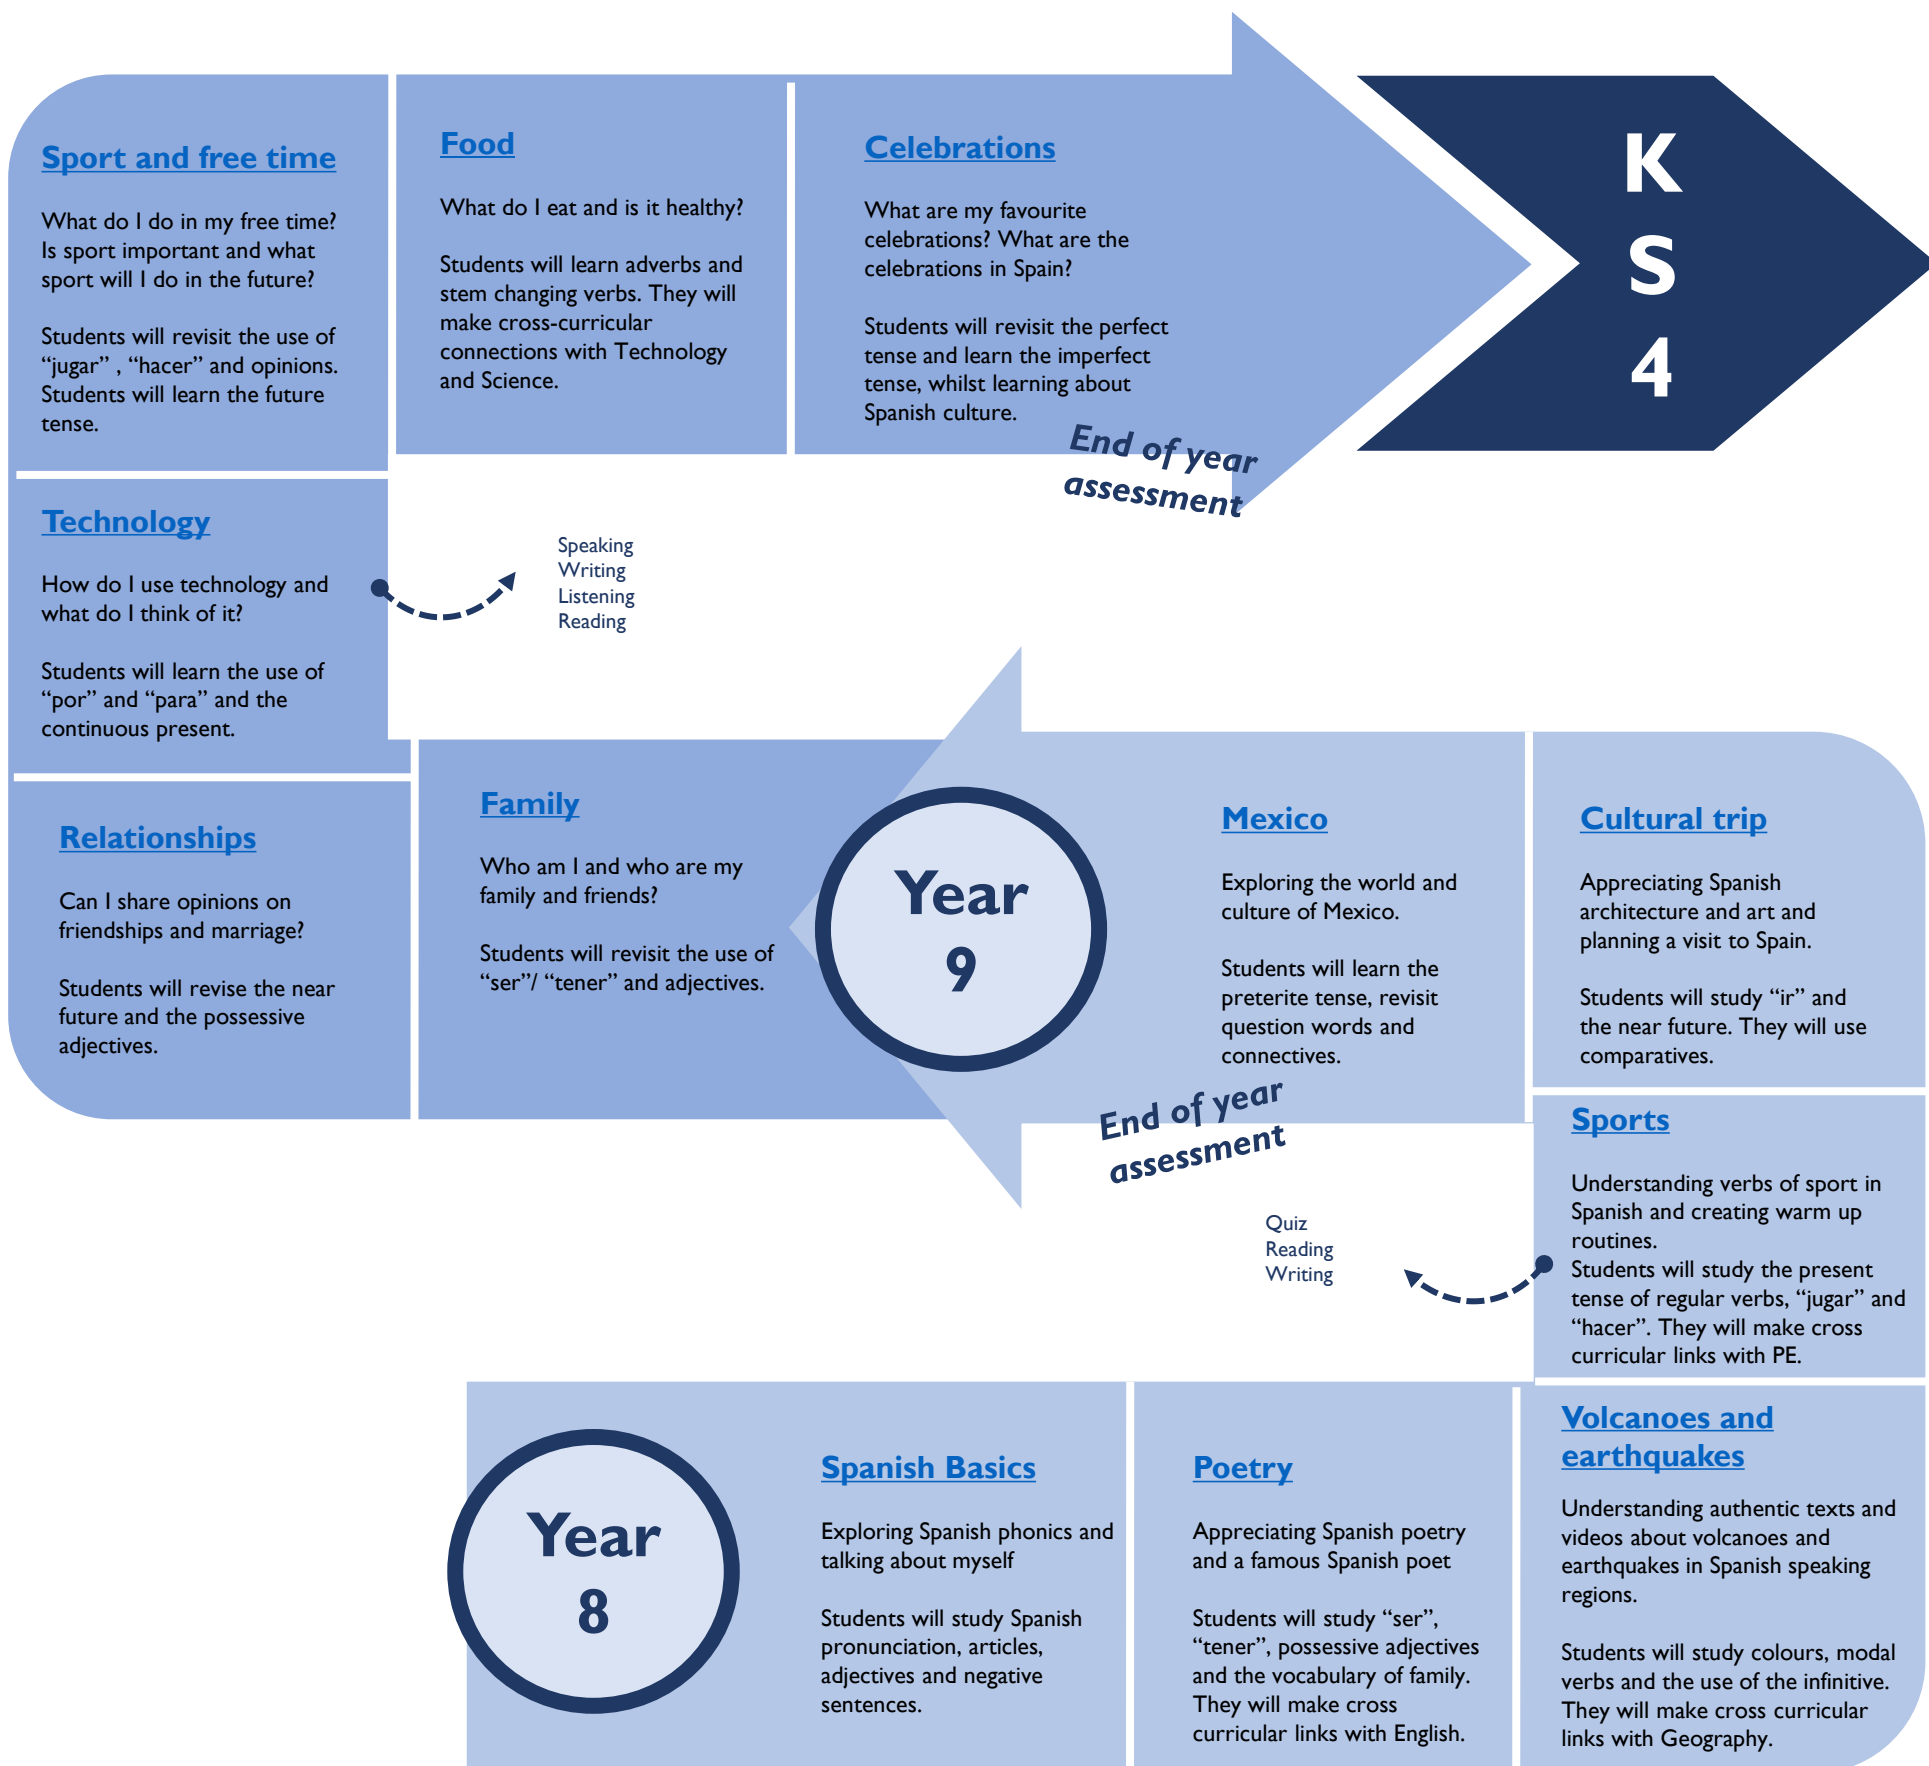 Sport and free time
What do I do in my free time?
Is sport important and what
sport will I do in the future?
Students will revisit the use of
“jugar” , “hacer” and opinions.
Students will learn the future
tense.
Food
What do I eat and is it healthy?
Students will learn adverbs and
stem changing verbs. They will
make cross-curricular
connections with Technology
and Science.
Celebrations
What are my favourite
celebrations? What are the
celebrations in Spain?
Students will revisit the perfect
tense and learn the imperfect
tense, whilst learning about
Spanish culture.
End of year
assessment
K
S
4
Technology
How do I use technology and
what do I think of it?
Students will learn the use of
“por” and “para” and the
continuous present.
Speaking
Writing
Listening
Reading
Relationships
Can I share opinions on
friendships and marriage?
Students will revise the near
future and the possessive
adjectives.
Family
Who am I and who are my
family and friends?
Students will revisit the use of
“ser”/ “tener” and adjectives.
Year
9
Mexico
Exploring the world and
culture of Mexico.
Students will learn the
preterite tense, revisit
question words and
connectives.
End of year
assessment
Cultural trip
Appreciating Spanish
architecture and art and
planning a visit to Spain.
Students will study “ir” and
the near future. They will use
comparatives.
Sports
Understanding verbs of sport in
Spanish and creating warm up
routines.
Students will study the present
tense of regular verbs, “jugar” and
“hacer”. They will make cross
curricular links with PE.
Quiz
Reading
Writing
Year
8
Spanish Basics
Exploring Spanish phonics and
talking about myself
Students will study Spanish
pronunciation, articles,
adjectives and negative
sentences.
Poetry
Appreciating Spanish poetry
and a famous Spanish poet
Students will study “ser”,
“tener”, possessive adjectives
and the vocabulary of family.
They will make cross
curricular links with English.
Volcanoes and
earthquakes
Understanding authentic texts and
videos about volcanoes and
earthquakes in Spanish speaking
regions.
Students will study colours, modal
verbs and the use of the infinitive.
They will make cross curricular
links with Geography.